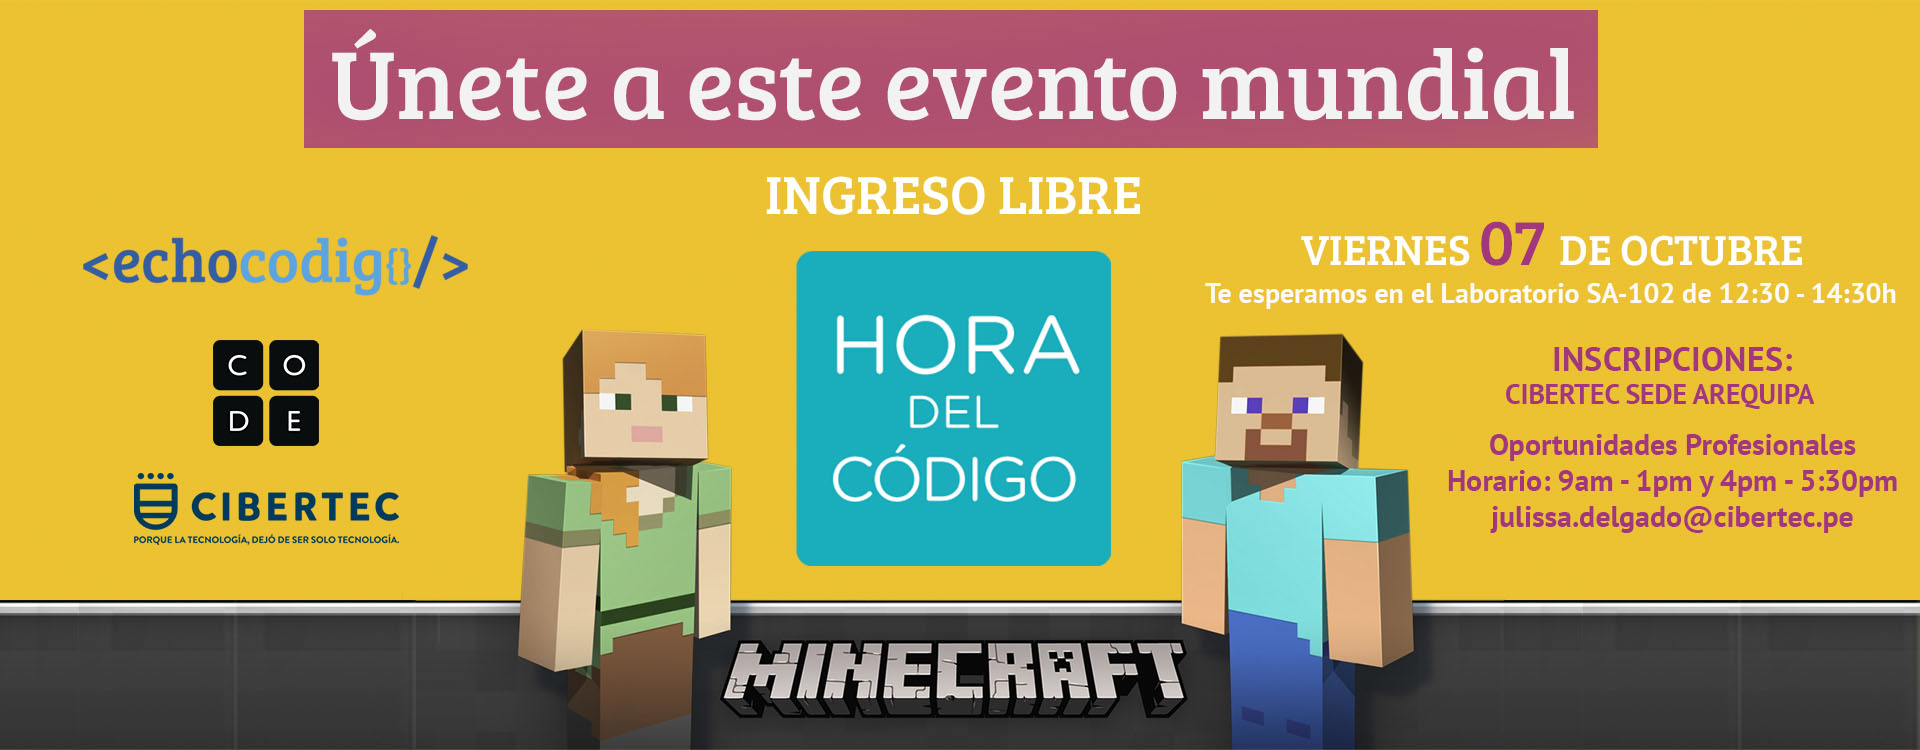 Únete a este evento mundial
INGRESO LIBRE
<echocodig{}/>
C O
D E
CIBERTEC
PORQUE LA TECNOLOGÍA, DEJÓ DE SER SOLO TECNOLOGÍA.
HORA
DEL
CÓDIGO
MINECRAFT
VIERNES 07 DE OCTUBRE
Te esperamos en el Laboratorio SA-102 de 12:30 - 14:30h
INSCRIPCIONES:
CIBERTEC SEDE AREQUIPA
Oportunidades Profesionales
Horario: 9am - 1pm y 4pm - 5:30pm
julissa.delgado@cibertec.pe